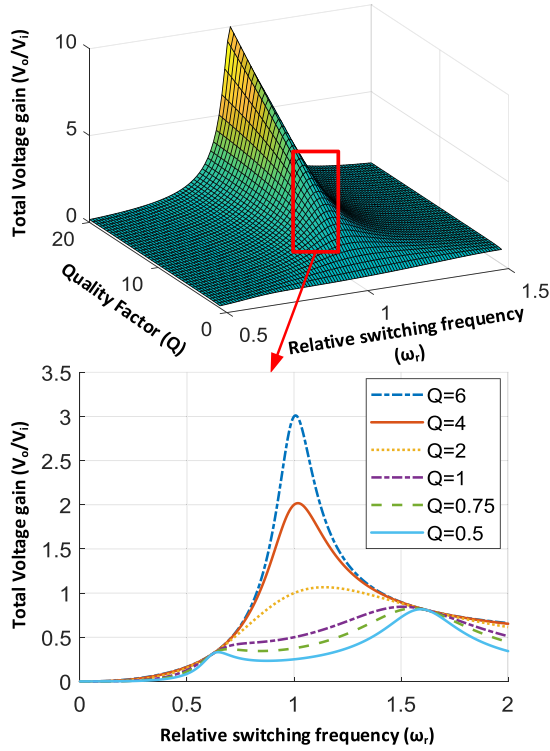 10
5
0
20
10
0
0.5
1
1.5
Total Voltage gain (Vₒ/Vᵢ)
Quality Factor (Q)
Relative switching frequency
(ωᵣ)
3.5
3
2.5
2
1.5
1
0.5
0
Total Voltage gain (Vₒ/Vᵢ)
Q=6
Q=4
Q=2
Q=1
Q=0.75
Q=0.5
0
0.5
1
1.5
2
Relative switching frequency (ωᵣ)